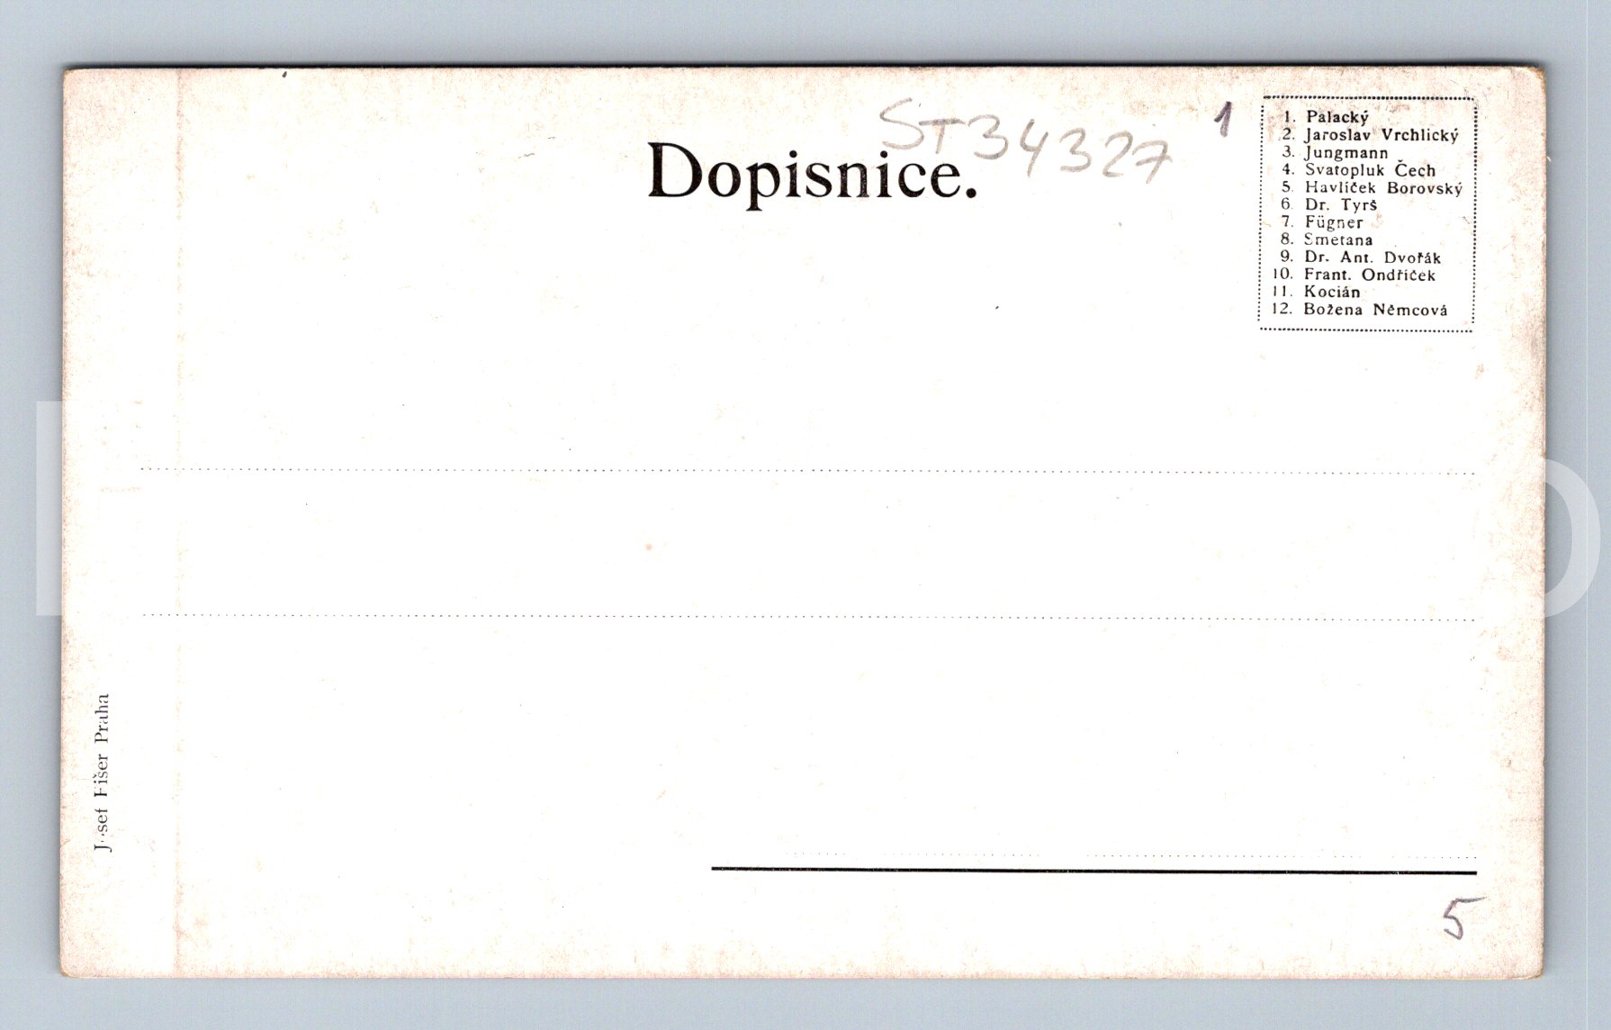 ST34327
1
Dopisnice.
1. Palacký
2. Jaroslav Vrchlický
3. Jungmann
4. Svatopluk Čech
5. Havlíček Borovský
6. Dr. Tyrš
7. Fügner
8. Smetana
9. Dr. Ant. Dvořák
10. Frant. Ondříček
11. Kocián
12. Božena Němcová
Josef Fišer Praha
5